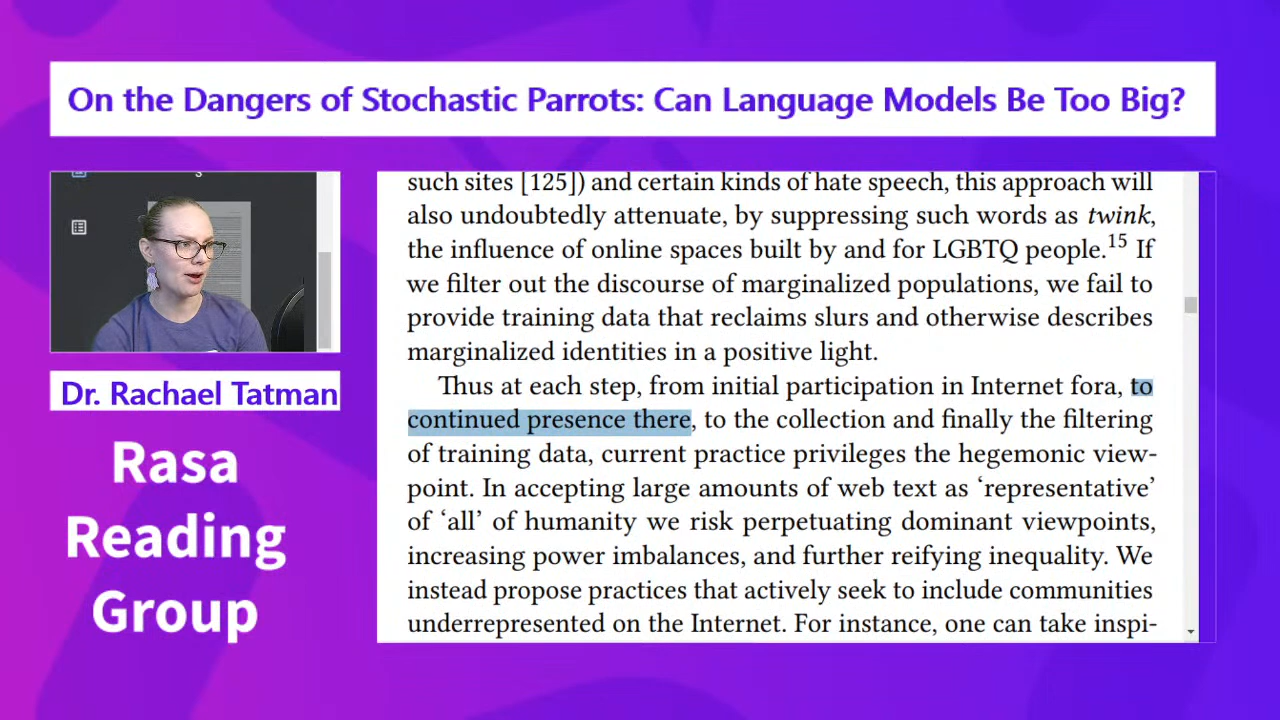 On the Dangers of Stochastic Parrots: Can Language Models Be Too Big?
Dr. Rachael Tatman
Rasa
Reading
Group
such sites [125]) and certain kinds of hate speech, this approach will
also undoubtedly attenuate, by suppressing such words as twink,
the influence of online spaces built by and for LGBTQ people.15 If
we filter out the discourse of marginalized populations, we fail to
provide training data that reclaims slurs and otherwise describes
marginalized identities in a positive light.
Thus at each step, from initial participation in Internet fora, to
continued presence there, to the collection and finally the filtering
of training data, current practice privileges the hegemonic view-
point. In accepting large amounts of web text as ‘representative’
of ‘all’ of humanity we risk perpetuating dominant viewpoints,
increasing power imbalances, and further reifying inequality. We
instead propose practices that actively seek to include communities
underrepresented on the Internet. For instance, one can take inspi-